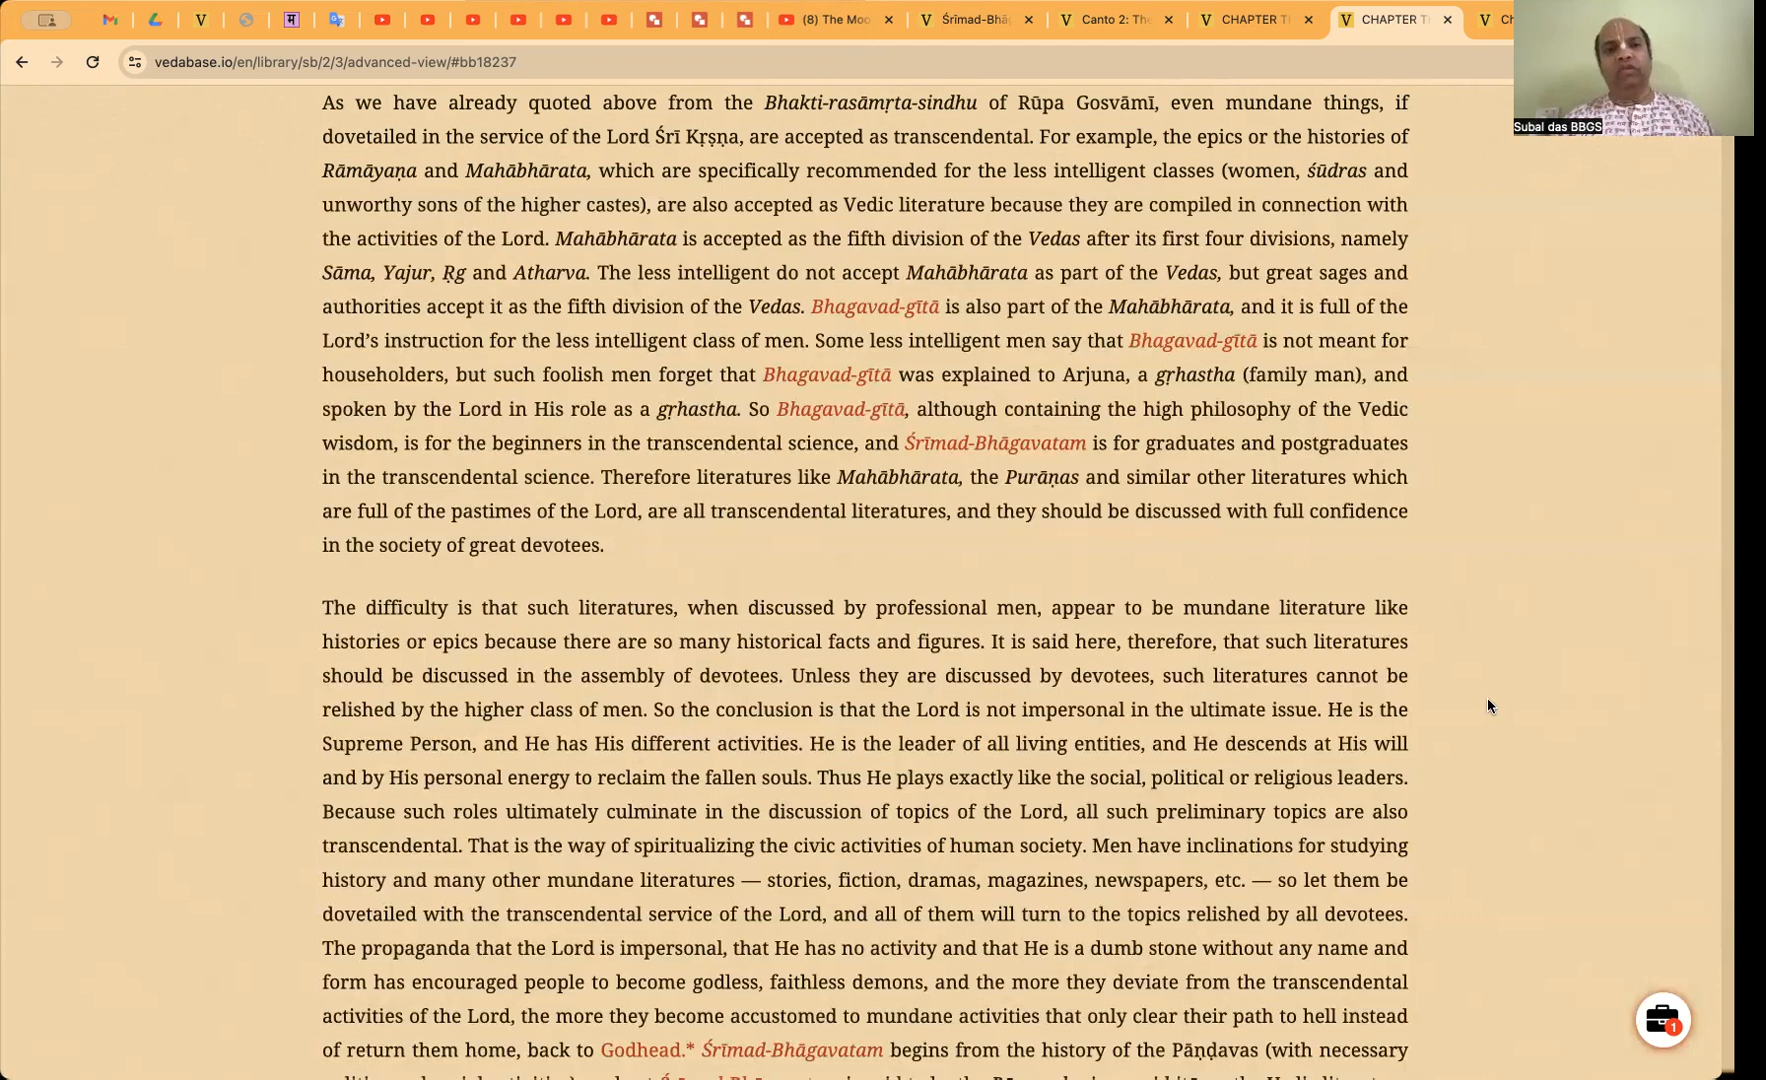 (8) The Moo
Śrīmad-Bhāg
Canto 2: The
CHAPTER TI
CHAPTER TI
vedabase.io/en/library/sb/2/3/advanced-view/#bb18237
Subal das BBGS
As we have already quoted above from the Bhakti-rasāmṛta-sindhu of Rūpa Gosvāmī, even mundane things, if
dovetailed in the service of the Lord Śrī Kṛṣṇa, are accepted as transcendental. For example, the epics or the histories of
Rāmāyaṇa and Mahābhārata, which are specifically recommended for the less intelligent classes (women, śūdras and
unworthy sons of the higher castes), are also accepted as Vedic literature because they are compiled in connection with
the activities of the Lord. Mahābhārata is accepted as the fifth division of the Vedas after its first four divisions, namely
Sāma, Yajur, Ṛg and Atharva. The less intelligent do not accept Mahābhārata as part of the Vedas, but great sages and
authorities accept it as the fifth division of the Vedas. Bhagavad-gītā is also part of the Mahābhārata, and it is full of the
Lord’s instruction for the less intelligent class of men. Some less intelligent men say that Bhagavad-gītā is not meant for
householders, but such foolish men forget that Bhagavad-gītā was explained to Arjuna, a gṛhastha (family man), and
spoken by the Lord in His role as a gṛhastha. So Bhagavad-gītā, although containing the high philosophy of the Vedic
wisdom, is for the beginners in the transcendental science, and Śrīmad-Bhāgavatam is for graduates and postgraduates
in the transcendental science. Therefore literatures like Mahābhārata, the Purāṇas and similar other literatures which
are full of the pastimes of the Lord, are all transcendental literatures, and they should be discussed with full confidence
in the society of great devotees.
The difficulty is that such literatures, when discussed by professional men, appear to be mundane literature like
histories or epics because there are so many historical facts and figures. It is said here, therefore, that such literatures
should be discussed in the assembly of devotees. Unless they are discussed by devotees, such literatures cannot be
relished by the higher class of men. So the conclusion is that the Lord is not impersonal in the ultimate issue. He is the
Supreme Person, and He has His different activities. He is the leader of all living entities, and He descends at His will
and by His personal energy to reclaim the fallen souls. Thus He plays exactly like the social, political or religious leaders.
Because such roles ultimately culminate in the discussion of topics of the Lord, all such preliminary topics are also
transcendental. That is the way of spiritualizing the civic activities of human society. Men have inclinations for studying
history and many other mundane literatures — stories, fiction, dramas, magazines, newspapers, etc. — so let them be
dovetailed with the transcendental service of the Lord, and all of them will turn to the topics relished by all devotees.
The propaganda that the Lord is impersonal, that He has no activity and that He is a dumb stone without any name and
form has encouraged people to become godless, faithless demons, and the more they deviate from the transcendental
activities of the Lord, the more they become accustomed to mundane activities that only clear their path to hell instead
of return them home, back to Godhead.* Śrīmad-Bhāgavatam begins from the history of the Pāṇḍavas (with necessary
1